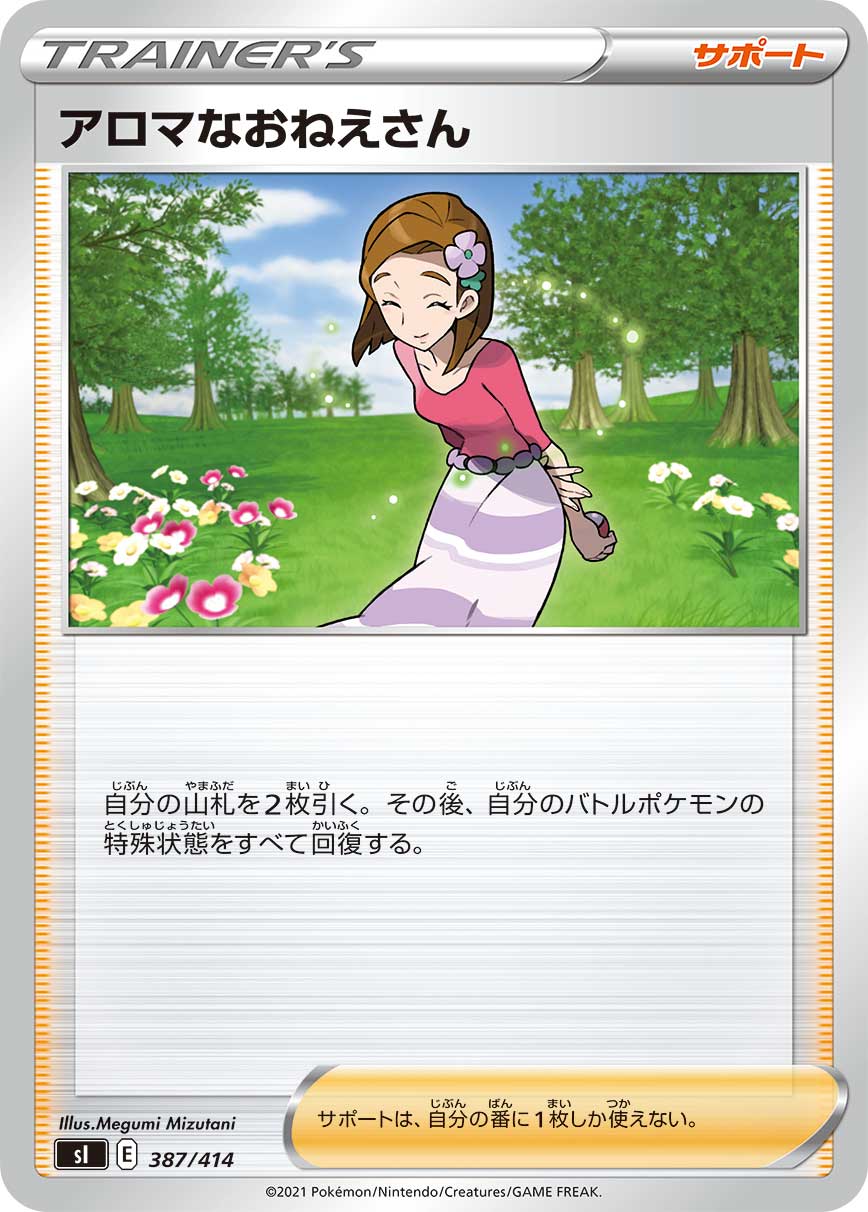 TRAINER'S
サポート
アロマなおねえさん
じぶん やまふだ まい ひ ご じぶん
自分の山札を2枚引く。その後、自分のバトルポケモンの
とくしゅじょうたい かいふく
特殊状態をすべて回復する。
Illus.Megumi Mizutani
じぶん ばん まい つか
サポートは、自分の番に1枚しか使えない。
sI E 387/414
©2021 Pokémon/Nintendo/Creatures/GAME FREAK.